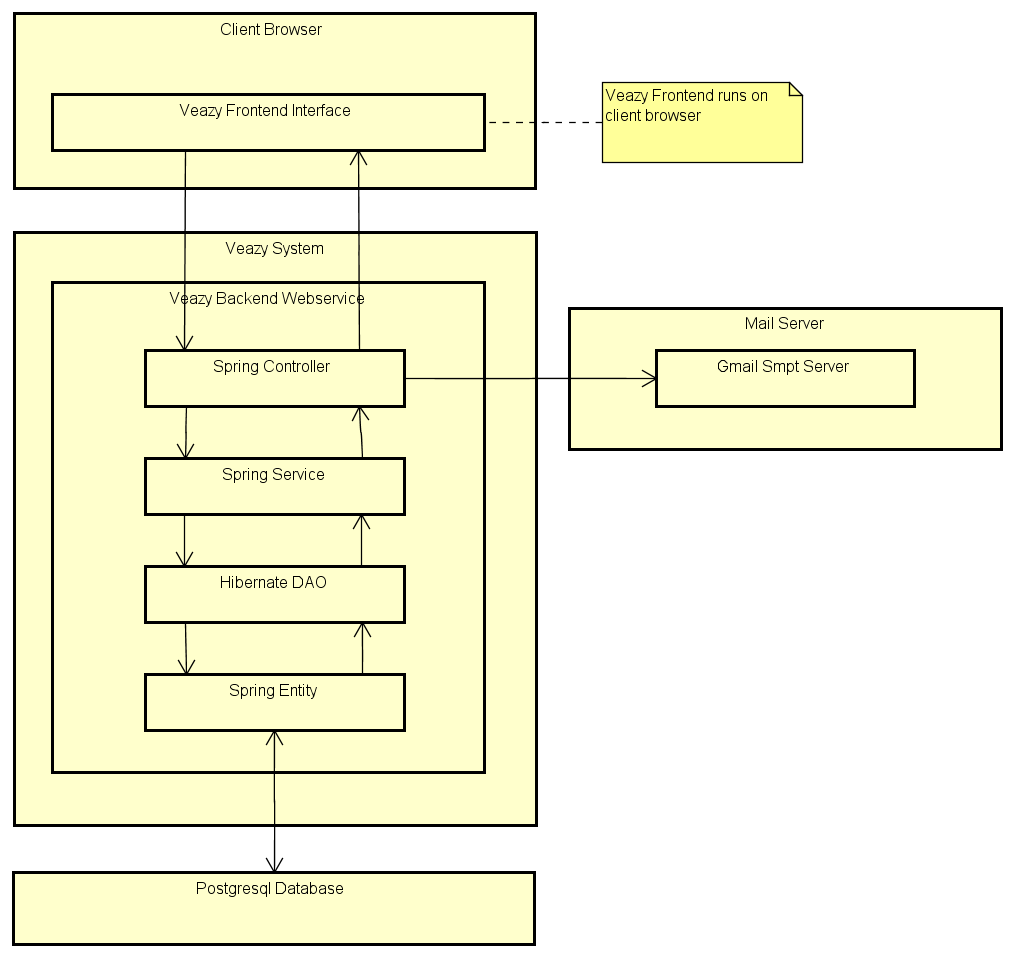 Client Browser
Veazy Frontend Interface
Veazy Frontend runs on
client browser
Veazy System
Veazy Backend Webservice
Mail Server
Spring Controller
Gmail Smpt Server
Spring Service
Hibernate DAO
Spring Entity
Postgresql Database